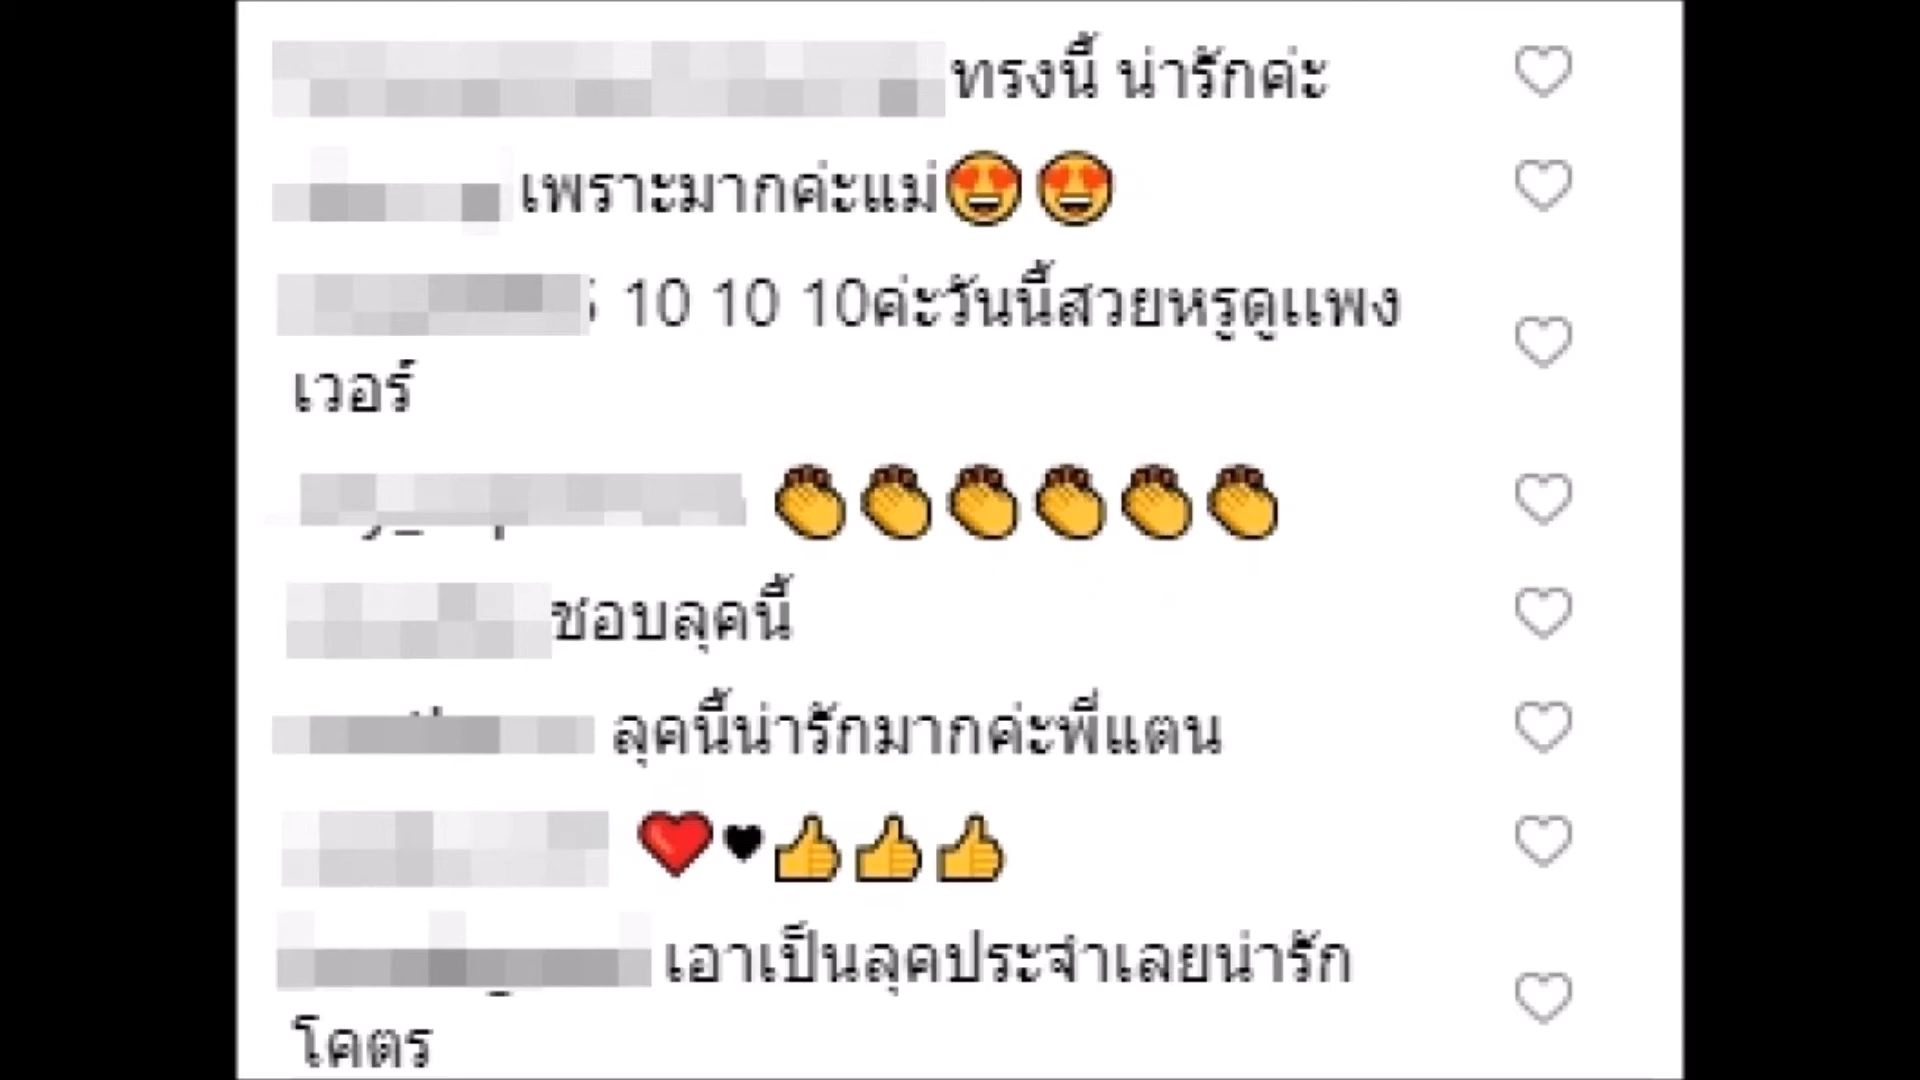 ทรงนี้ น่ารักค่ะ
เพราะมากค่ะแม่😍😍
10 10 10ค่ะวันนี้สวยหรูดูแพง
เวอร์
👏👏👏👏👏👏
ชอบลุคนี้
ลุคนี้น่ารักมากค่ะพี่แตน
❤️🖤👍👍👍
เอาเป็นลุคประจำเลยน่ารัก
โคตร